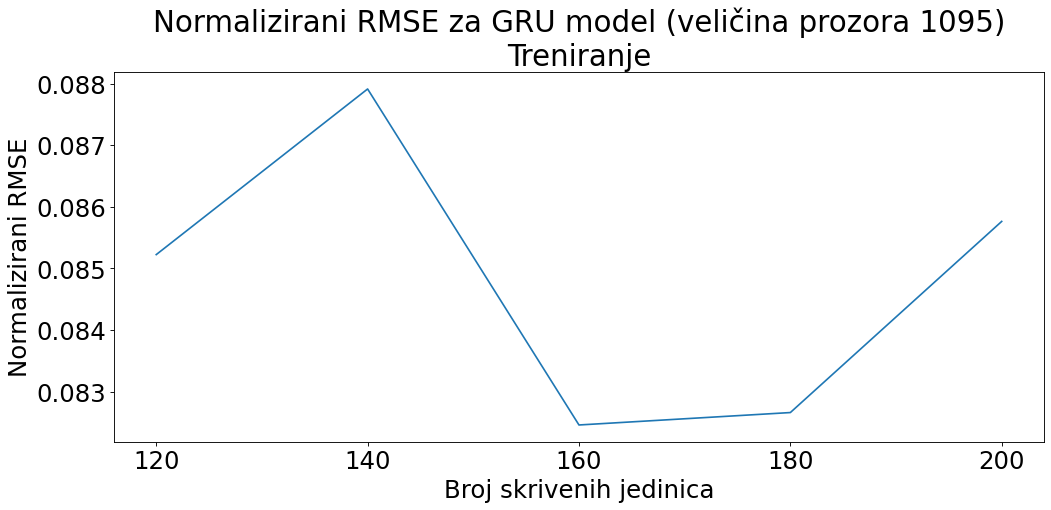 Normalizirani RMSE za GRU model (veličina prozora 1095)
Treniranje
0.088
0.087
0.086
0.085
0.084
0.083
Normalizirani RMSE
120 140 160 180 200
Broj skrivenih jedinica